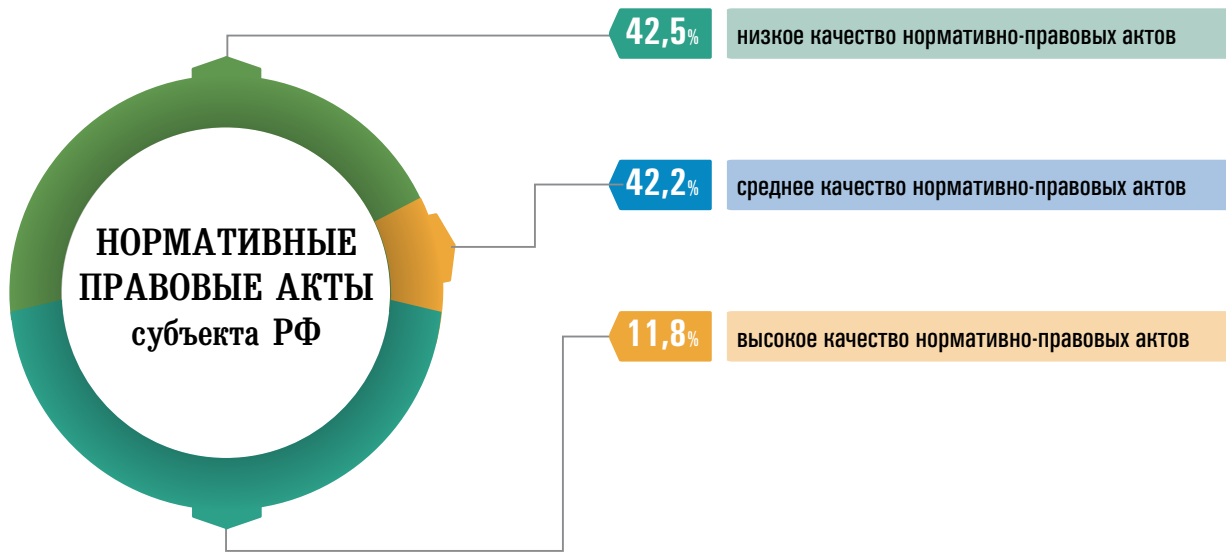 НОРМАТИВНЫЕ
ПРАВОВЫЕ АКТЫ
субъекта РФ
42,5% низкое качество нормативно-правовых актов
42,2% среднее качество нормативно-правовых актов
11,8% высокое качество нормативно-правовых актов